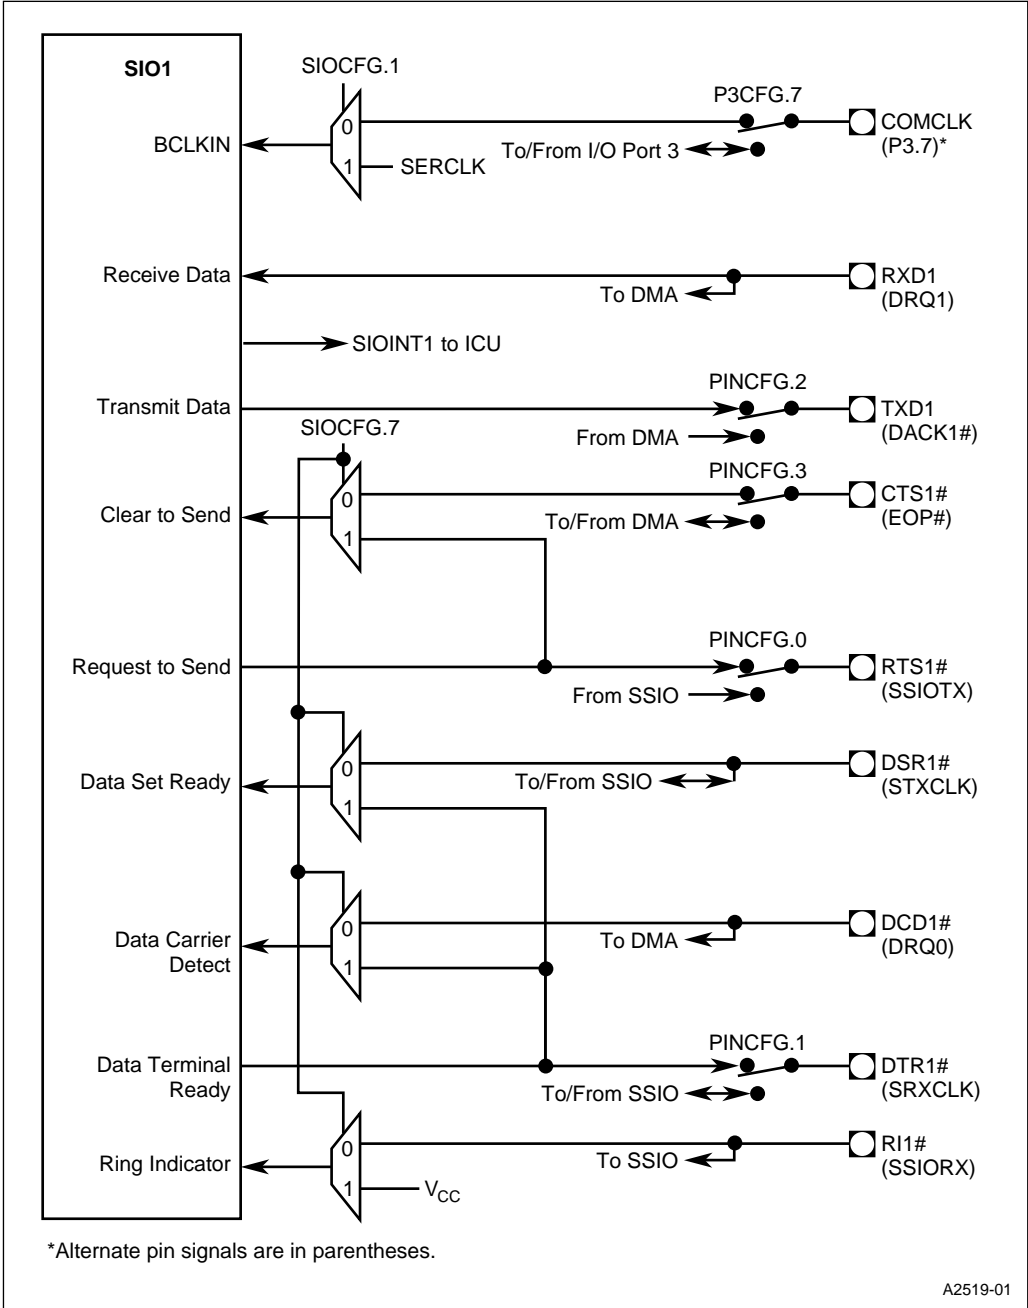 SIO1
SIOCFG.1
P3CFG.7
BCLKIN
0
1
SERCLK
To/From I/O Port 3
COMCLK
(P3.7)*
Receive Data
To DMA
RXD1
(DRQ1)
SIOINT1 to ICU
Transmit Data
PINCFG.2
From DMA
TXD1
(DACK1#)
SIOCFG.7
Clear to Send
0
1
PINCFG.3
To/From DMA
CTS1#
(EOP#)
Request to Send
PINCFG.0
From SSIO
RTS1#
(SSIOTX)
Data Set Ready
0
1
To/From SSIO
DSR1#
(STXCLK)
Data Carrier
Detect
0
1
To DMA
DCD1#
(DRQ0)
Data Terminal
Ready
PINCFG.1
To/From SSIO
DTR1#
(SRXCLK)
Ring Indicator
0
1
To SSIO
VCC
RI1#
(SSIORX)
*Alternate pin signals are in parentheses.
A2519-01